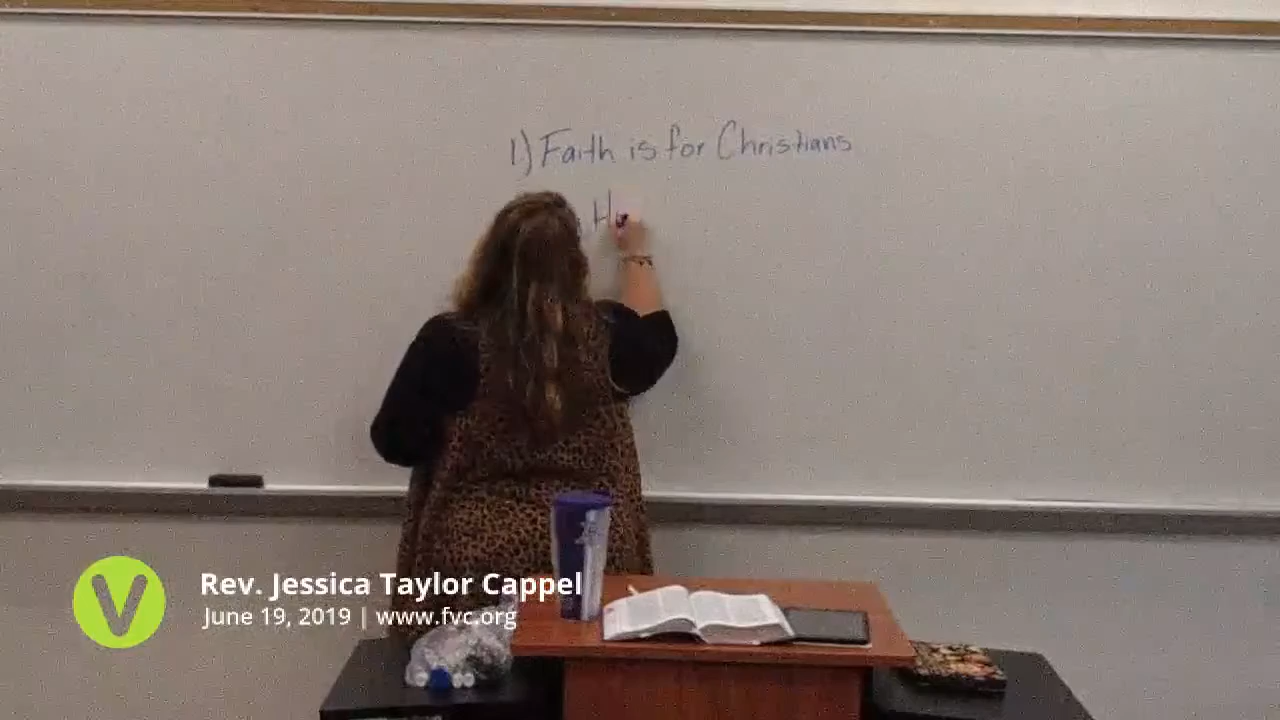 1) Faith is for Christians
H
V
Rev. Jessica Taylor Cappel
June 19, 2019 | www.fvc.org